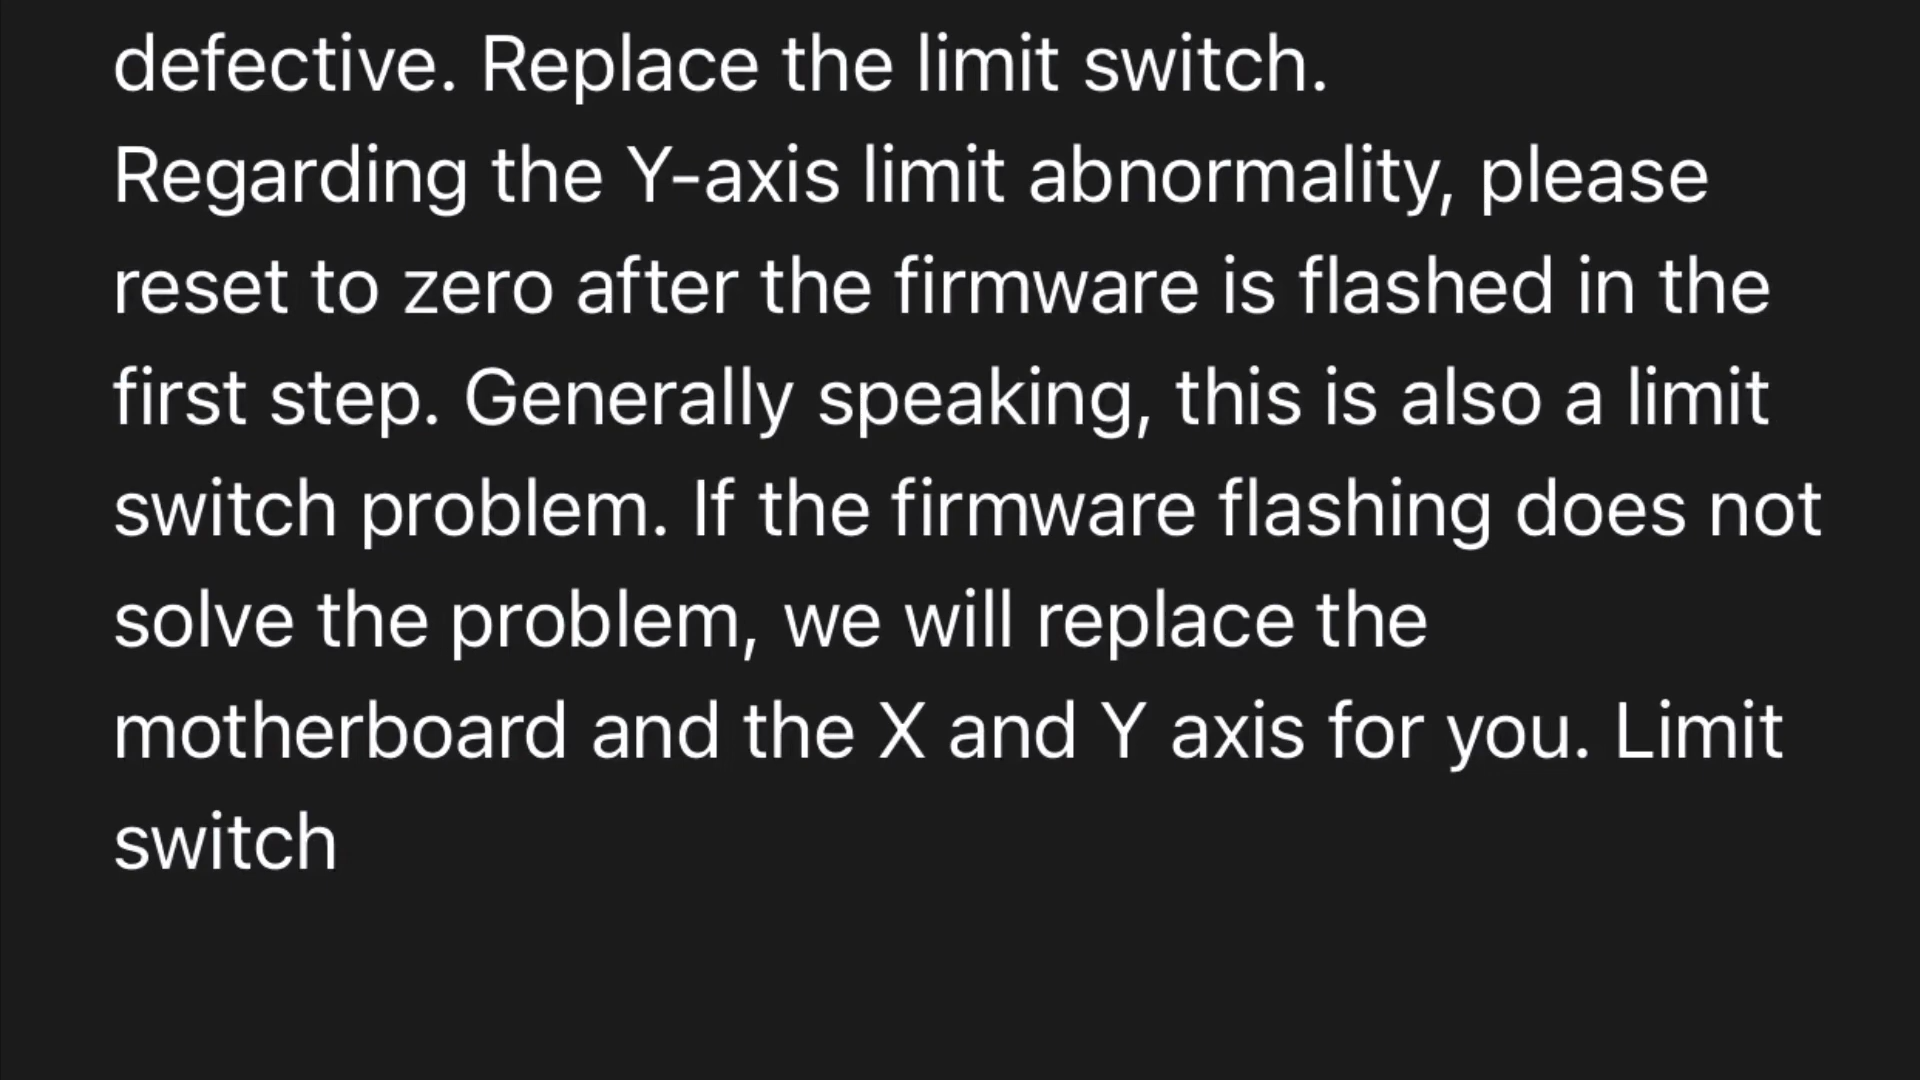 defective. Replace the limit switch.
Regarding the Y-axis limit abnormality, please
reset to zero after the firmware is flashed in the
first step. Generally speaking, this is also a limit
switch problem. If the firmware flashing does not
solve the problem, we will replace the
motherboard and the X and Y axis for you. Limit
switch